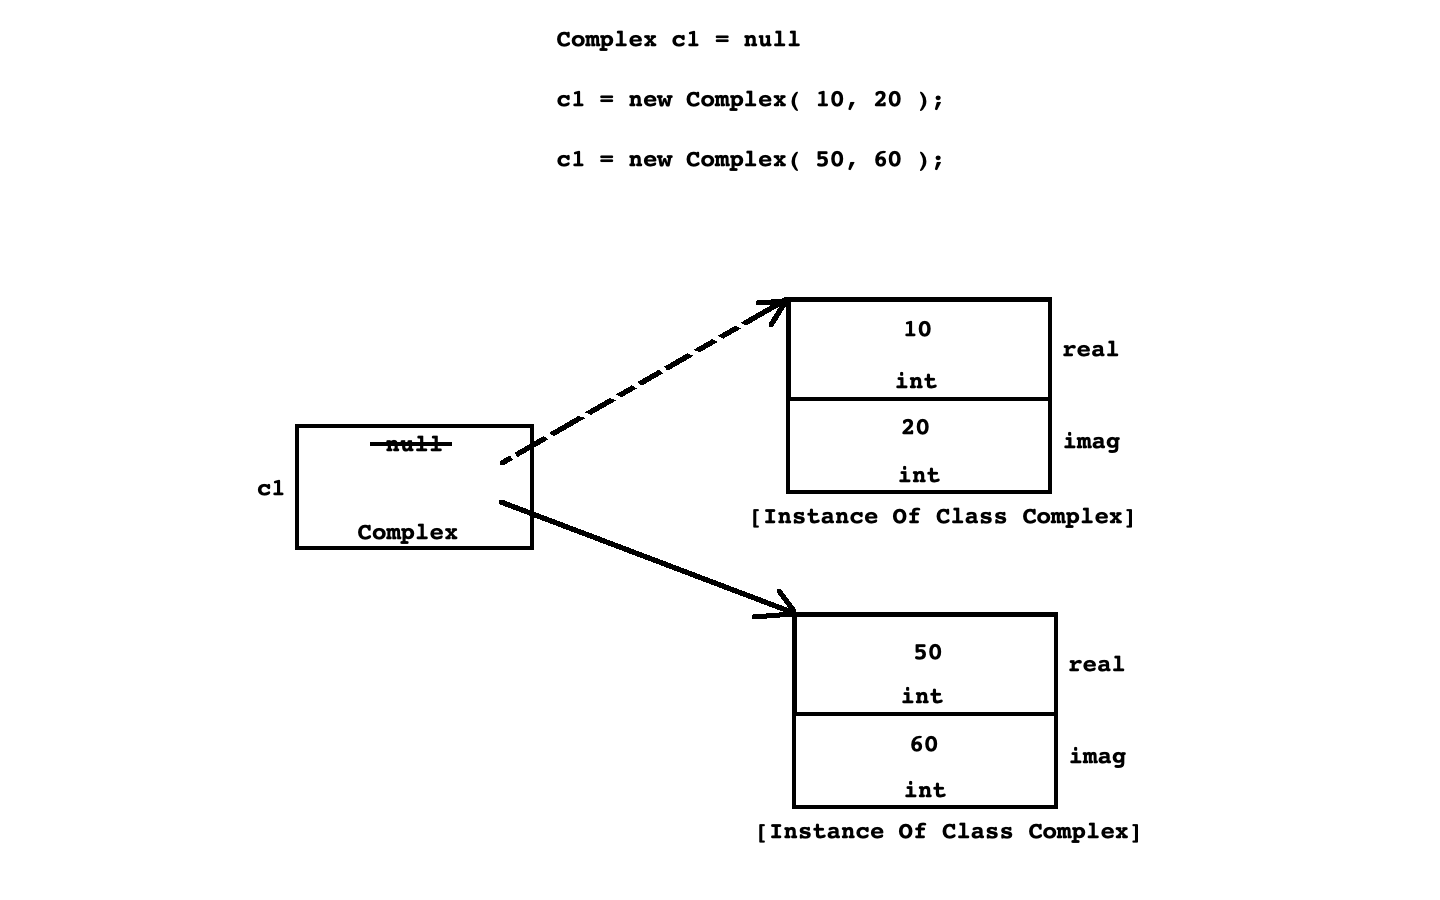 Complex c1 = null
c1 = new Complex( 10, 20 );
c1 = new Complex( 50, 60 );
10
int
real
20
int
imag
[Instance Of Class Complex]
c1
null
Complex
50
int
real
60
int
imag
[Instance Of Class Complex]